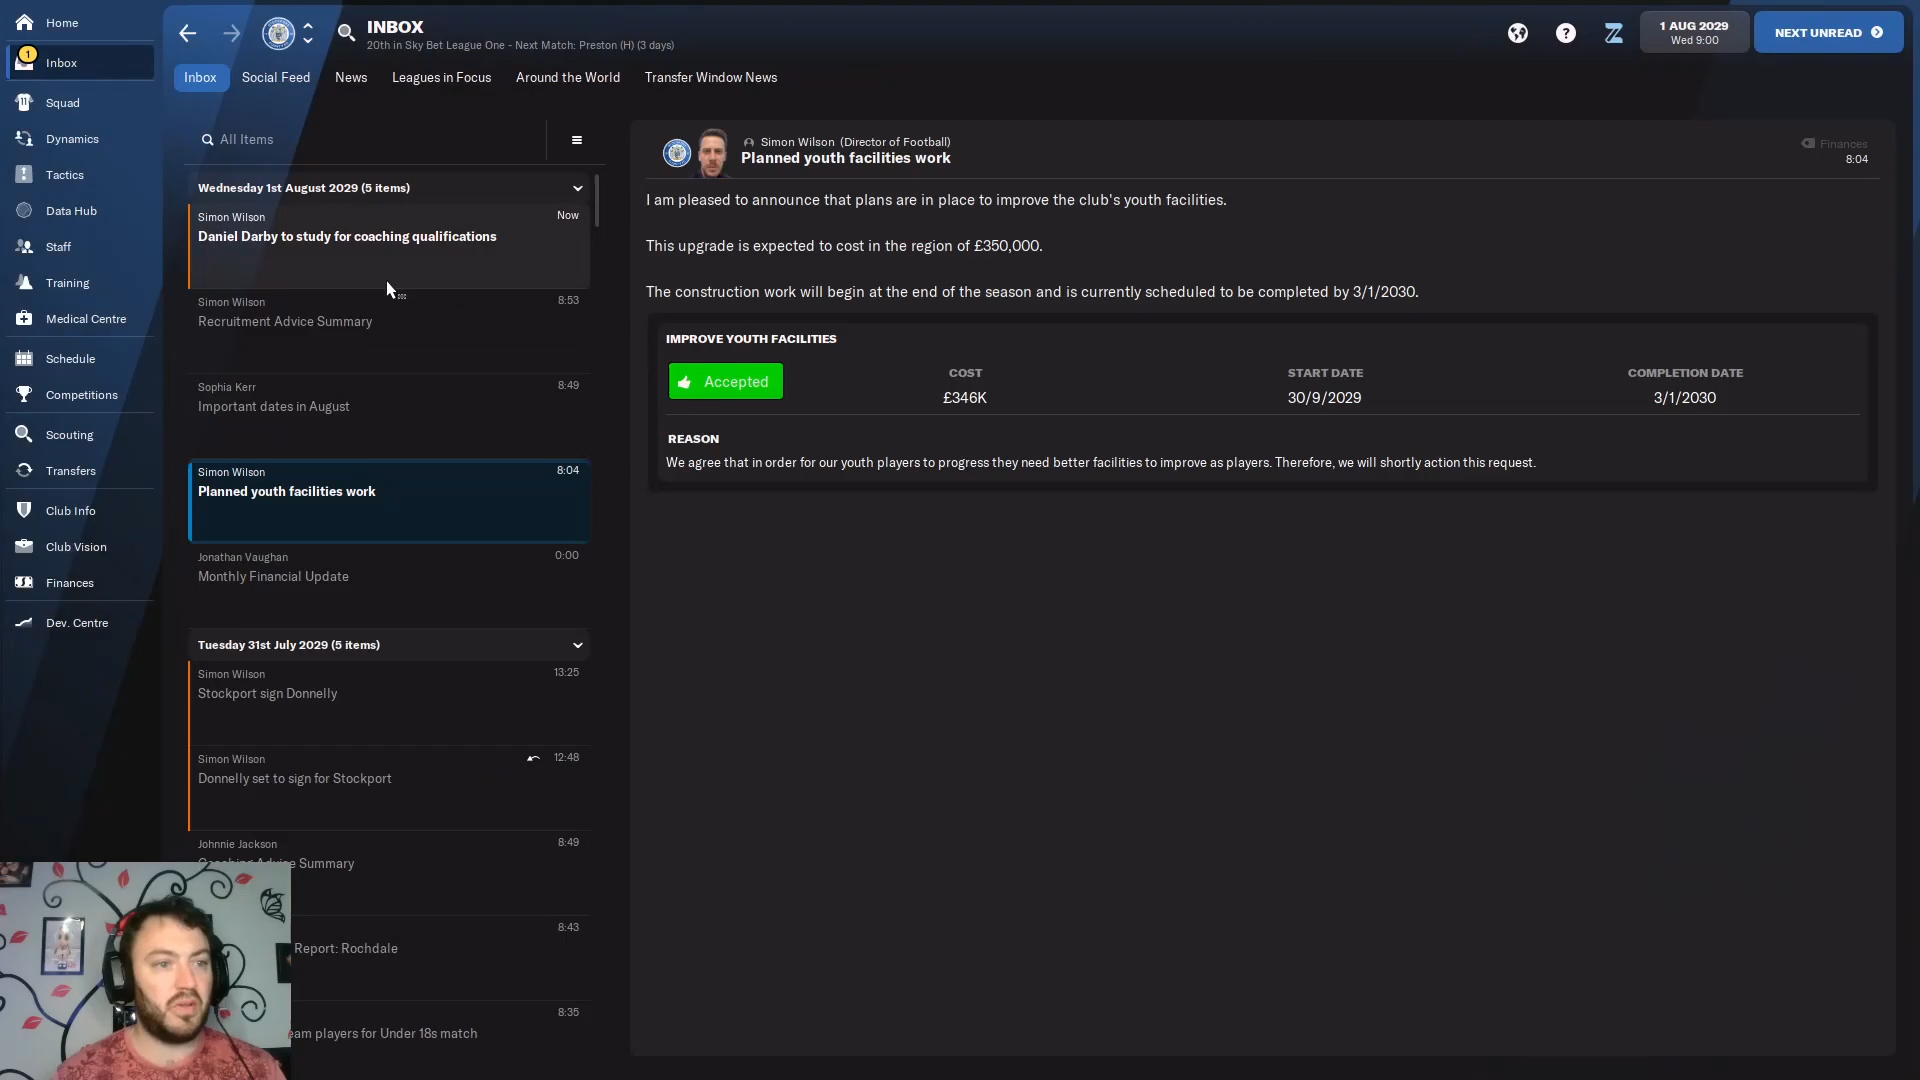 Home
INBOX
20th in Sky Bet League One - Next Match: Preston (H) (3 days)
1 AUG 2029
Wed 9:00
NEXT UNREAD
1
Inbox
Squad
Dynamics
Tactics
Data Hub
Staff
Training
Medical Centre
Schedule
Competitions
Scouting
Transfers
Club Info
Club Vision
Finances
Dev. Centre
Inbox
Social Feed
News
Leagues in Focus
Around the World
Transfer Window News
All Items
Wednesday 1st August 2029 (5 items)
Simon Wilson
Now
Daniel Darby to study for coaching qualifications
Simon Wilson
8:53
Recruitment Advice Summary
Sophia Kerr
8:49
Important dates in August
Simon Wilson
8:04
Planned youth facilities work
Jonathan Vaughan
0:00
Monthly Financial Update
Tuesday 31st July 2029 (5 items)
Simon Wilson
13:25
Stockport sign Donnelly
Simon Wilson
12:48
Donnelly set to sign for Stockport
Johnnie Jackson
8:49
Summary
8:43
Report: Rochdale
8:35
players for Under 18s match
Simon Wilson (Director of Football)
Planned youth facilities work
Finances
8:04
I am pleased to announce that plans are in place to improve the club's youth facilities.
This upgrade is expected to cost in the region of £350,000.
The construction work will begin at the end of the season and is currently scheduled to be completed by 3/1/2030.
IMPROVE YOUTH FACILITIES
Accepted
COST
START DATE
COMPLETION DATE
£346K
30/9/2029
3/1/2030
REASON
We agree that in order for our youth players to progress they need better facilities to improve as players. Therefore, we will shortly action this request.